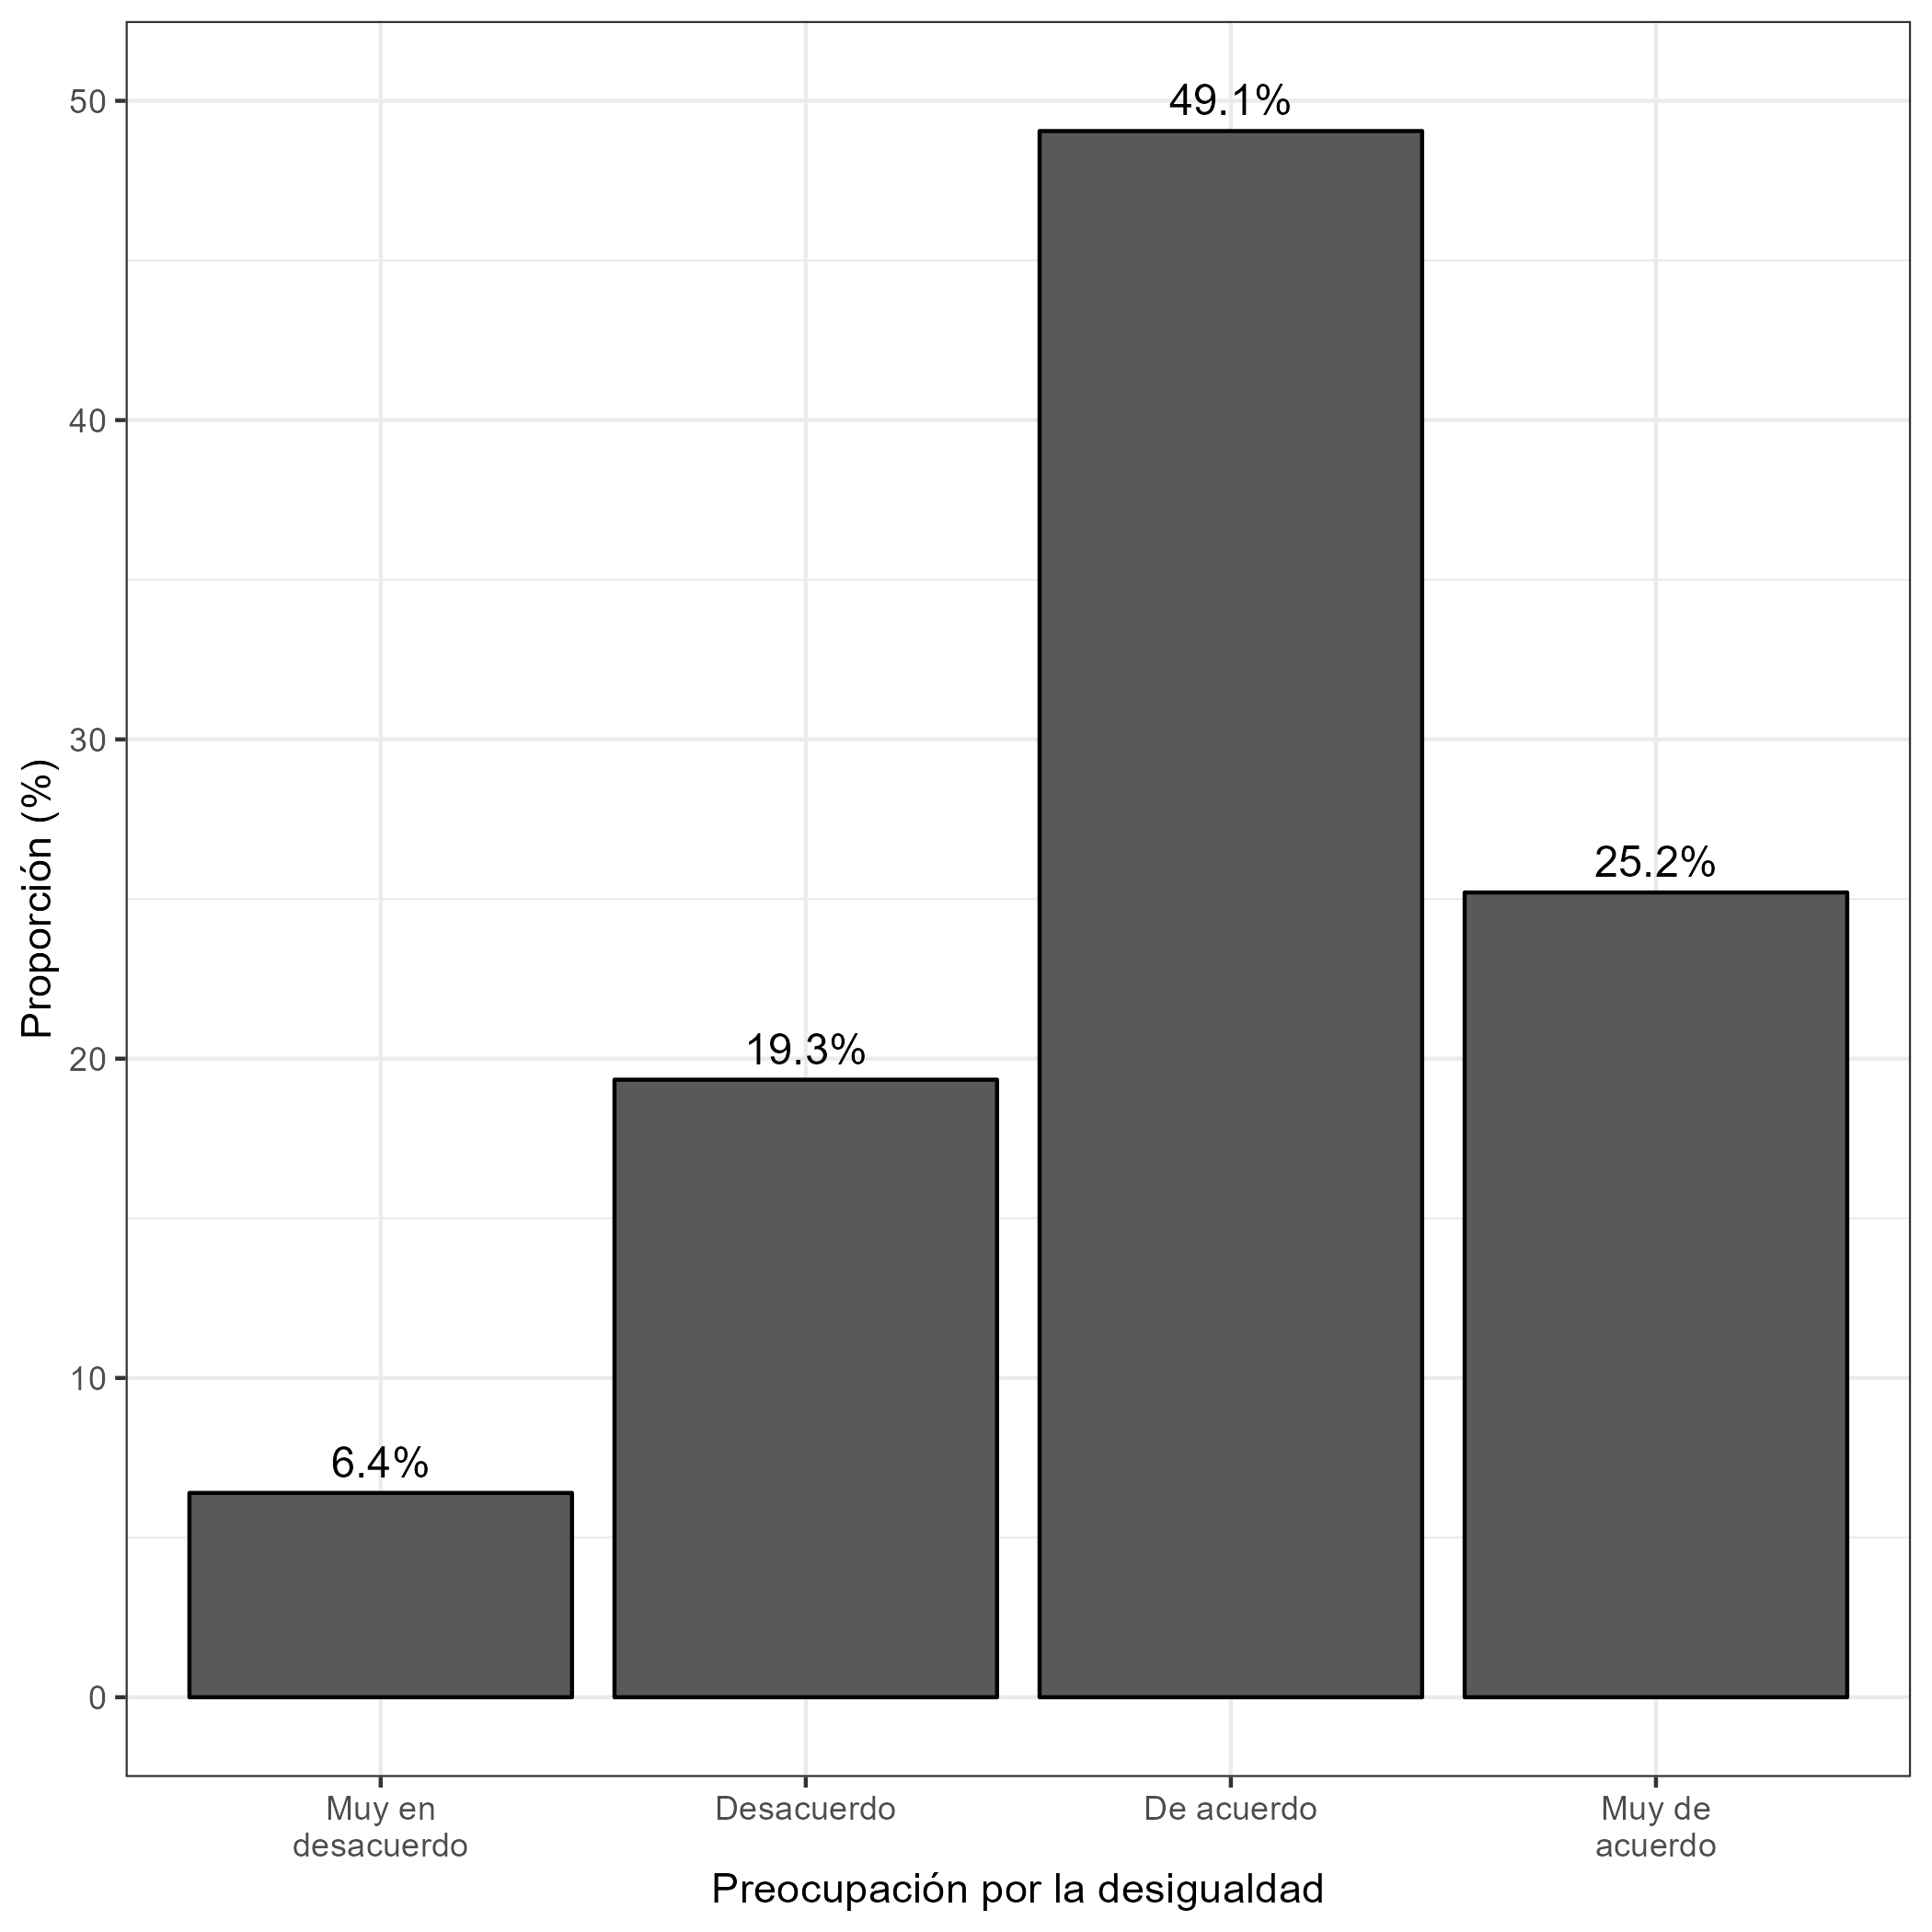 50
40
30
20
10
0
Proporción (%)
49.1%
25.2%
19.3%
6.4%
Muy en
desacuerdo
Desacuerdo
De acuerdo
Muy de
acuerdo
Preocupación por la desigualdad